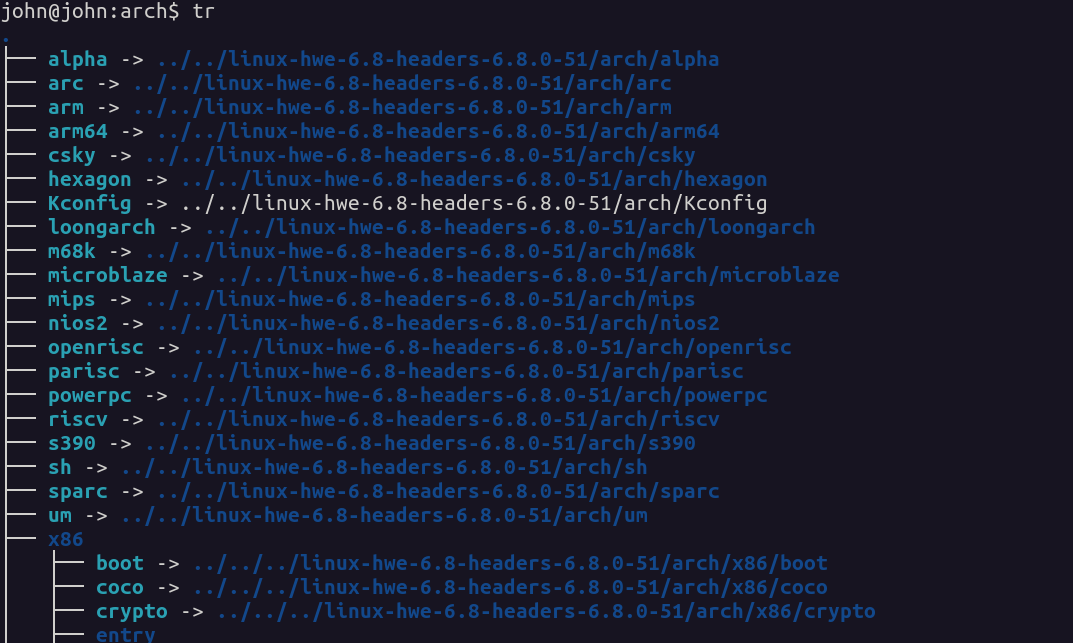 john@john:arch$ tr
.
├── alpha -> ../../linux-hwe-6.8-headers-6.8.0-51/arch/alpha
├── arc -> ../../linux-hwe-6.8-headers-6.8.0-51/arch/arc
├── arm -> ../../linux-hwe-6.8-headers-6.8.0-51/arch/arm
├── arm64 -> ../../linux-hwe-6.8-headers-6.8.0-51/arch/arm64
├── csky -> ../../linux-hwe-6.8-headers-6.8.0-51/arch/csky
├── hexagon -> ../../linux-hwe-6.8-headers-6.8.0-51/arch/hexagon
├── Kconfig -> ../../linux-hwe-6.8-headers-6.8.0-51/arch/Kconfig
├── loongarch -> ../../linux-hwe-6.8-headers-6.8.0-51/arch/loongarch
├── m68k -> ../../linux-hwe-6.8-headers-6.8.0-51/arch/m68k
├── microblaze -> ../../linux-hwe-6.8-headers-6.8.0-51/arch/microblaze
├── mips -> ../../linux-hwe-6.8-headers-6.8.0-51/arch/mips
├── nios2 -> ../../linux-hwe-6.8-headers-6.8.0-51/arch/nios2
├── openrisc -> ../../linux-hwe-6.8-headers-6.8.0-51/arch/openrisc
├── parisc -> ../../linux-hwe-6.8-headers-6.8.0-51/arch/parisc
├── powerpc -> ../../linux-hwe-6.8-headers-6.8.0-51/arch/powerpc
├── riscv -> ../../linux-hwe-6.8-headers-6.8.0-51/arch/riscv
├── s390 -> ../../linux-hwe-6.8-headers-6.8.0-51/arch/s390
├── sh -> ../../linux-hwe-6.8-headers-6.8.0-51/arch/sh
├── sparc -> ../../linux-hwe-6.8-headers-6.8.0-51/arch/sparc
├── um -> ../../linux-hwe-6.8-headers-6.8.0-51/arch/um
├── x86
│   ├── boot -> ../../../linux-hwe-6.8-headers-6.8.0-51/arch/x86/boot
│   ├── coco -> ../../../linux-hwe-6.8-headers-6.8.0-51/arch/x86/coco
│   ├── crypto -> ../../../linux-hwe-6.8-headers-6.8.0-51/arch/x86/crypto
│   ├── entry